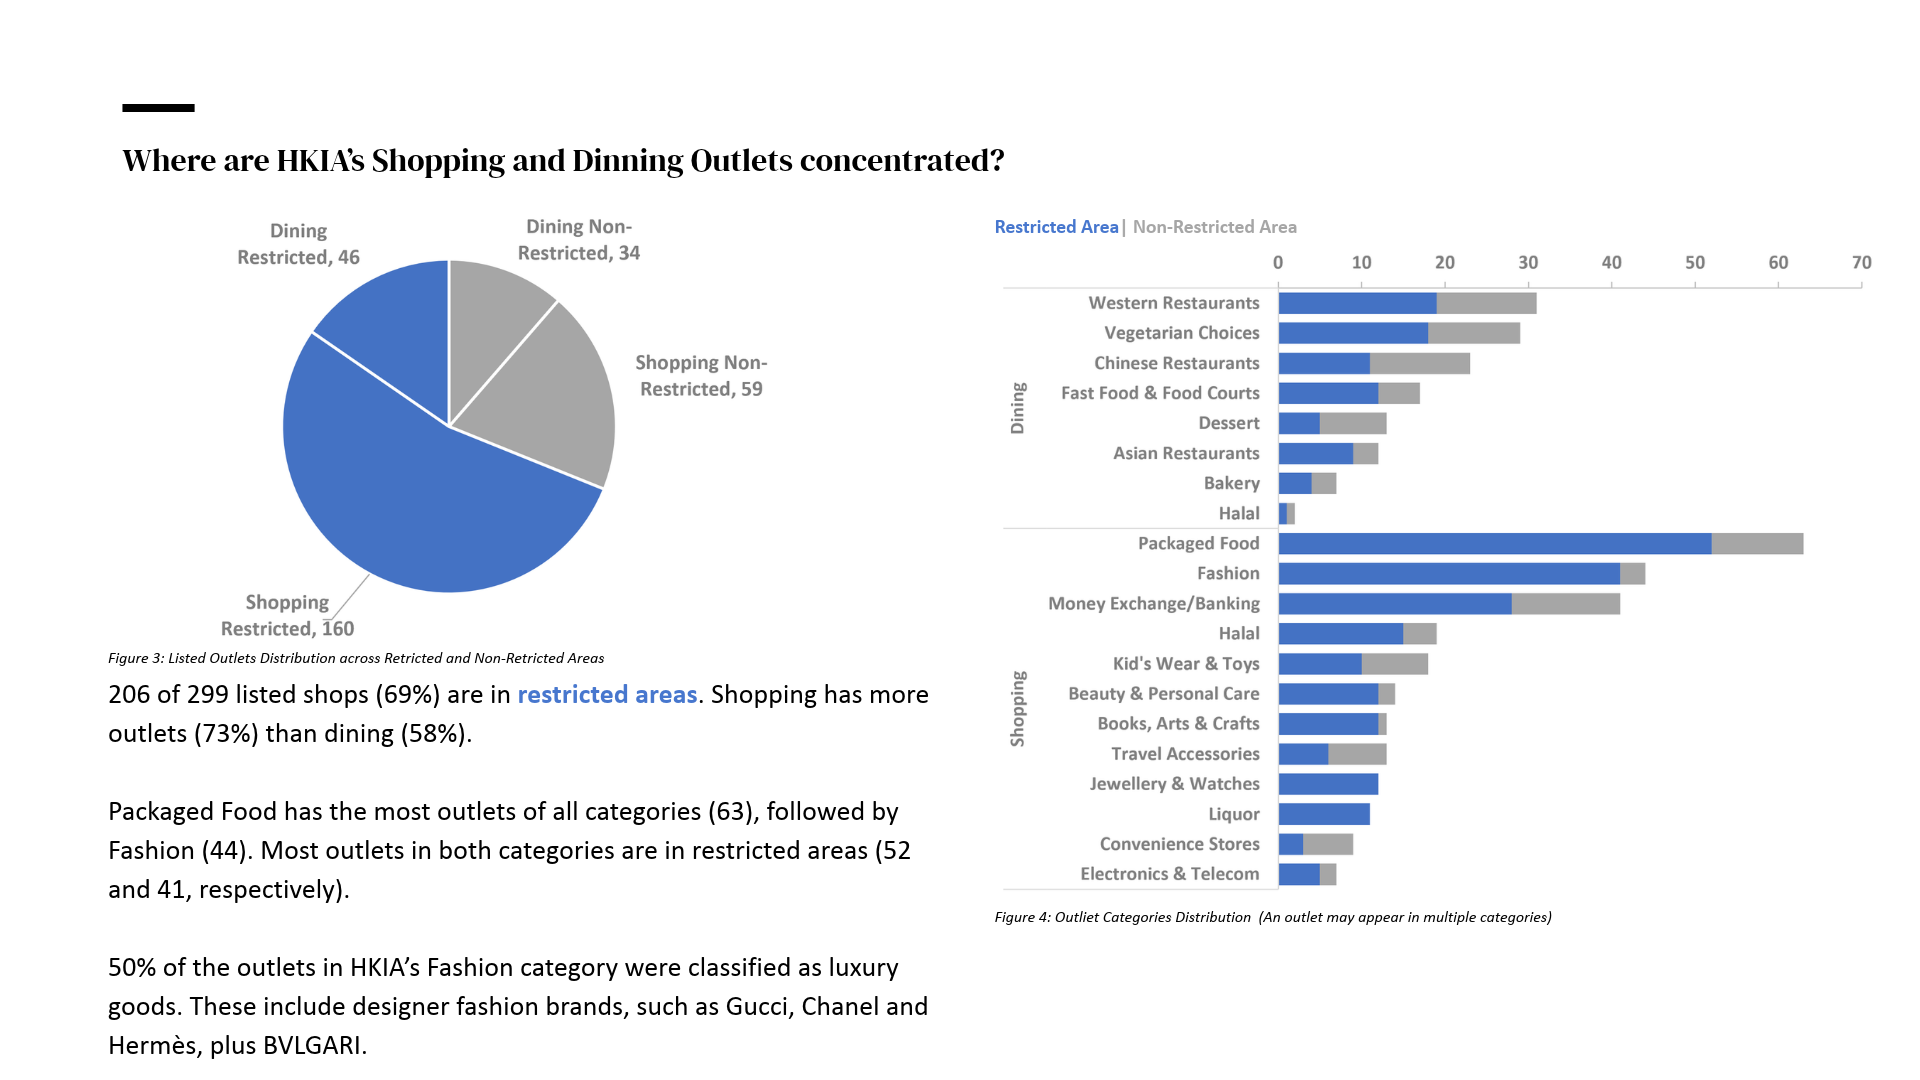 Where are HKIA’s Shopping and Dinning Outlets concentrated?
Dining
Restricted, 46
Dining Non-
Restricted, 34
Shopping Non-
Restricted, 59
Shopping
Restricted, 160
Figure 3: Listed Outlets Distribution across Retricted and Non-Retricted Areas
206 of 299 listed shops (69%) are in restricted areas. Shopping has more
outlets (73%) than dining (58%).
Packaged Food has the most outlets of all categories (63), followed by
Fashion (44). Most outlets in both categories are in restricted areas (52
and 41, respectively).
50% of the outlets in HKIA’s Fashion category were classified as luxury
goods. These include designer fashion brands, such as Gucci, Chanel and
Hermès, plus BVLGARI.
Restricted Area| Non-Restricted Area
0 10 20 30 40 50 60 70
Dining
Western Restaurants
Vegetarian Choices
Chinese Restaurants
Fast Food & Food Courts
Dessert
Asian Restaurants
Bakery
Halal
Shopping
Packaged Food
Fashion
Money Exchange/Banking
Halal
Kid's Wear & Toys
Beauty & Personal Care
Books, Arts & Crafts
Travel Accessories
Jewellery & Watches
Liquor
Convenience Stores
Electronics & Telecom
Figure 4: Outliet Categories Distribution (An outlet may appear in multiple categories)